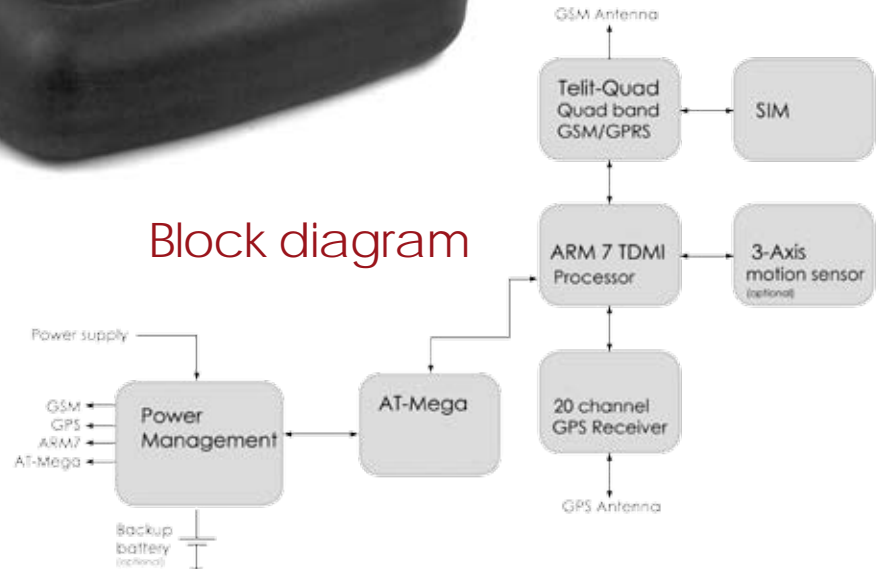 GSM Antenna
Telit-Quad
Quad band
GSM/GPRS
SIM
Block diagram
ARM 7 TDMI
Processor
3-Axis
motion sensor
(optional)
Power supply
GSM
GPS
ARM7
AT-Mega
Power
Management
AT-Mega
20 channel
GPS Receiver
GPS Antenna
Backup
battery
(optional)